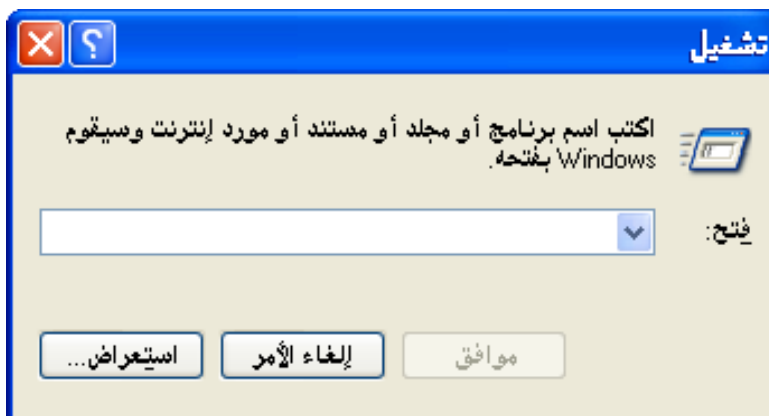 تشغيل
اكتب اسم برنامج أو مجلد أو مستند أو مورد إنترنت وسيقوم
Windows بفتحه.
فتح:
موافق
إلغاء الأمر
استعراض...